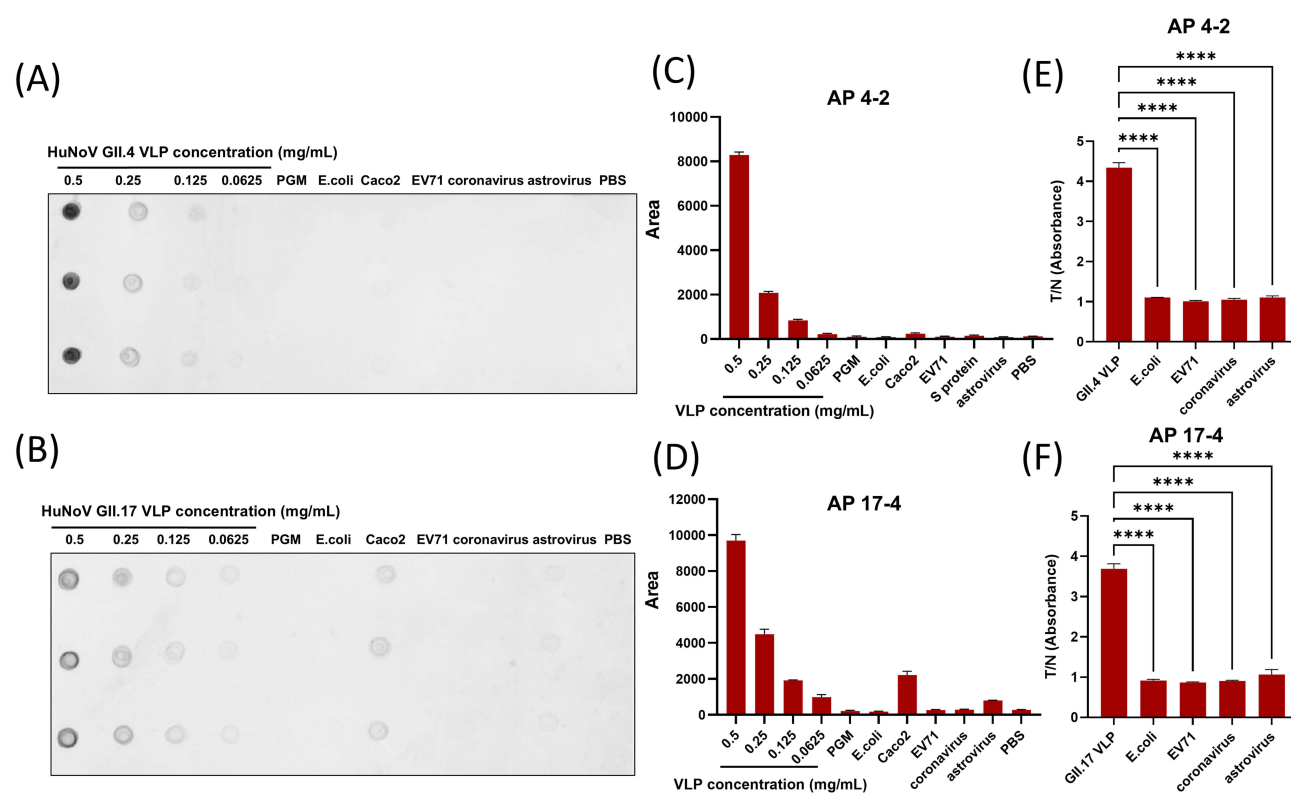 (A)
HuNoV GII.4 VLP concentration (mg/mL)
0.5 0.25 0.125 0.0625 PGM E.coli Caco2 EV71 coronavirus astrovirus PBS
(B)
HuNoV GII.17 VLP concentration (mg/mL)
0.5 0.25 0.125 0.0625 PGM E.coli Caco2 EV71 coronavirus astrovirus PBS
(C)
AP 4-2
Area
10000
8000
6000
4000
2000
0
0.5 0.25 0.125 0.0625 PGM E.coli Caco2 EV71 S protein astrovirus PBS
VLP concentration (mg/mL)
(D)
AP 17-4
Area
12000
10000
8000
6000
4000
2000
0
0.5 0.25 0.125 0.0625 PGM E.coli Caco2 EV71 coronavirus astrovirus PBS
VLP concentration (mg/mL)
(E)
AP 4-2
****
****
****
****
T/N (Absorbance)
5
4
3
2
1
0
GII.4 VLP E.coli EV71 coronavirus astrovirus
(F)
AP 17-4
****
****
****
****
T/N (Absorbance)
5
4
3
2
1
0
GII.17 VLP E.coli EV71 coronavirus astrovirus